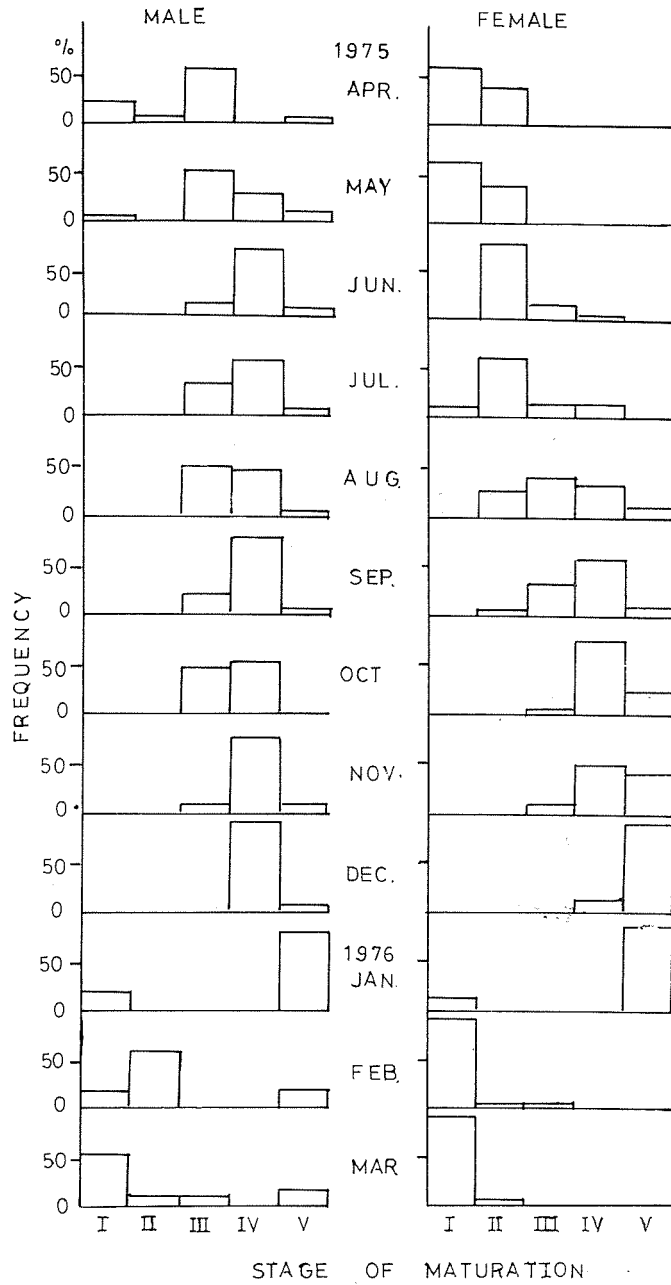 MALE FEMALE
% 1975
50 APR.
0
50 MAY
0
50 JUN.
0
50 JUL.
0
50 AUG.
0
50 SEP.
0
FREQUENCY
50 OCT
0
50 NOV.
0
50 DEC.
0
1976
50 JAN.
0
50 FEB.
0
50 MAR
0
I II III IV V I II III IV V
STAGE OF MATURATION